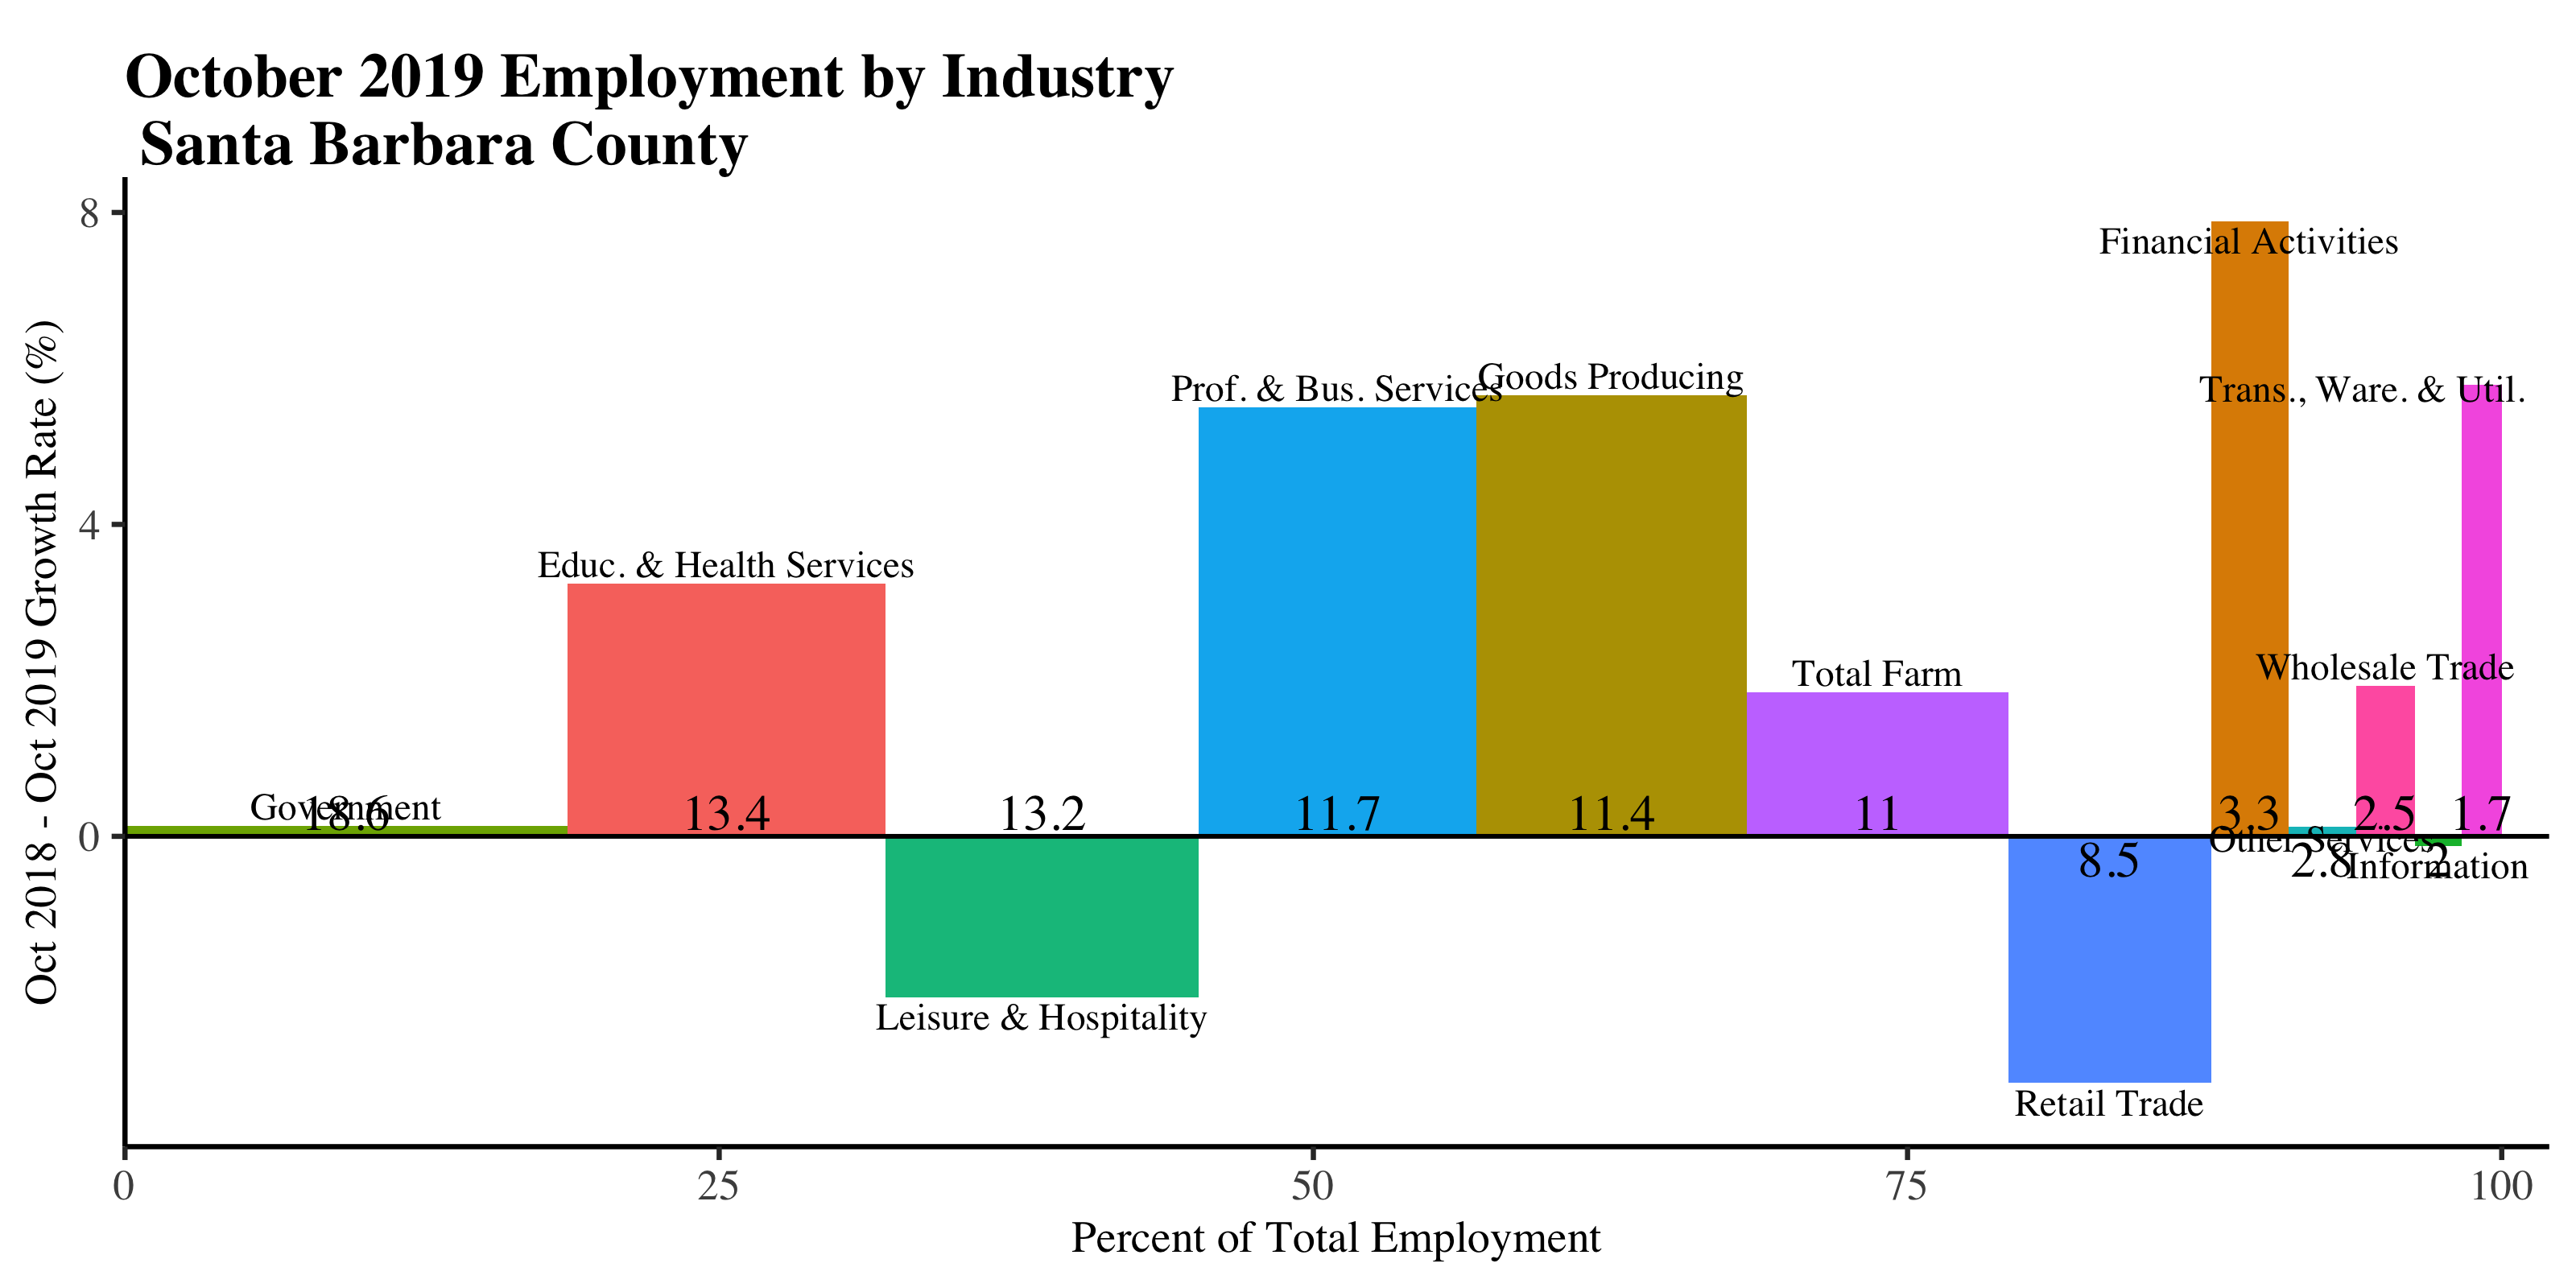 October 2019 Employment by Industry
Santa Barbara County
Oct 2018 - Oct 2019 Growth Rate (%)
8
4
0
Financial Activities
Prof. & Bus. Services
Goods Producing
Trans., Ware. & Util.
Educ. & Health Services
Total Farm
Wholesale Trade
Government
18.6
13.4
13.2
11.7
11.4
11
8.5
3.3
Other Services
2.8
2.5
Information
2
1.7
Leisure & Hospitality
Retail Trade
0
25
50
75
100
Percent of Total Employment